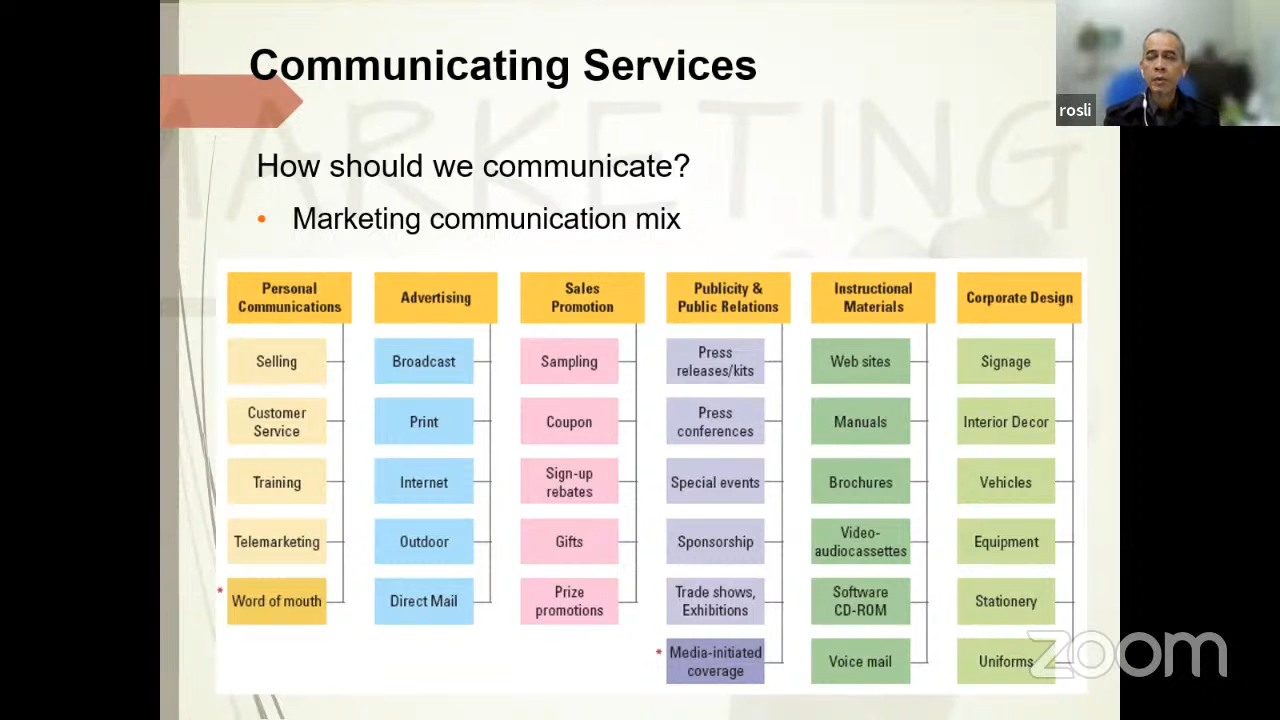 Communicating Services
rosli
How should we communicate?
• Marketing communication mix
Personal
Communications
Selling
Customer
Service
Training
Telemarketing
* Word of mouth
Advertising
Broadcast
Print
Internet
Outdoor
Direct Mail
Sales
Promotion
Sampling
Coupon
Sign-up
rebates
Gifts
Prize
promotions
Publicity &
Public Relations
Press
releases/kits
Press
conferences
Special events
Sponsorship
Trade shows,
Exhibitions
* Media-initiated
coverage
Instructional
Materials
Web sites
Manuals
Brochures
Video-
audiocassettes
Software
CD-ROM
Voice mail
Corporate Design
Signage
Interior Decor
Vehicles
Equipment
Stationery
Uniforms
zoom
MARKETING